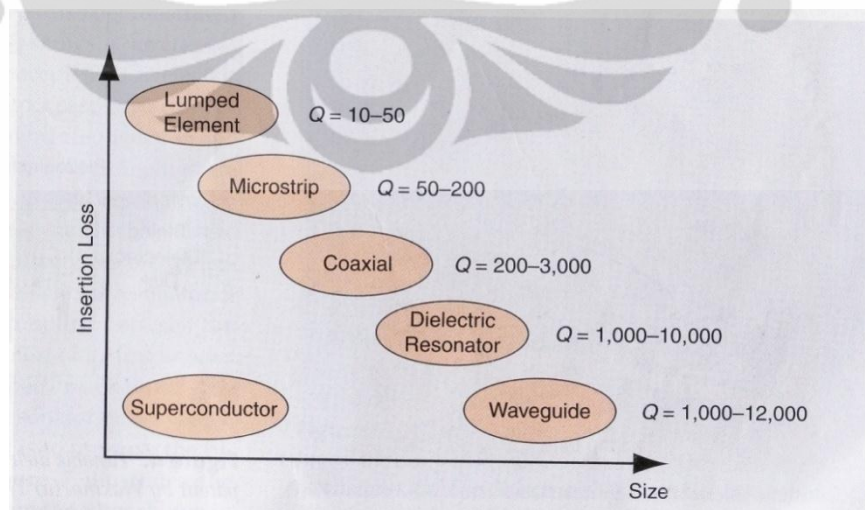 Lumped
Element
Q = 10–50
Microstrip
Q = 50–200
Coaxial
Q = 200–3,000
Dielectric
Resonator
Q = 1,000–10,000
Superconductor
Waveguide
Q = 1,000–12,000
Insertion Loss
Size